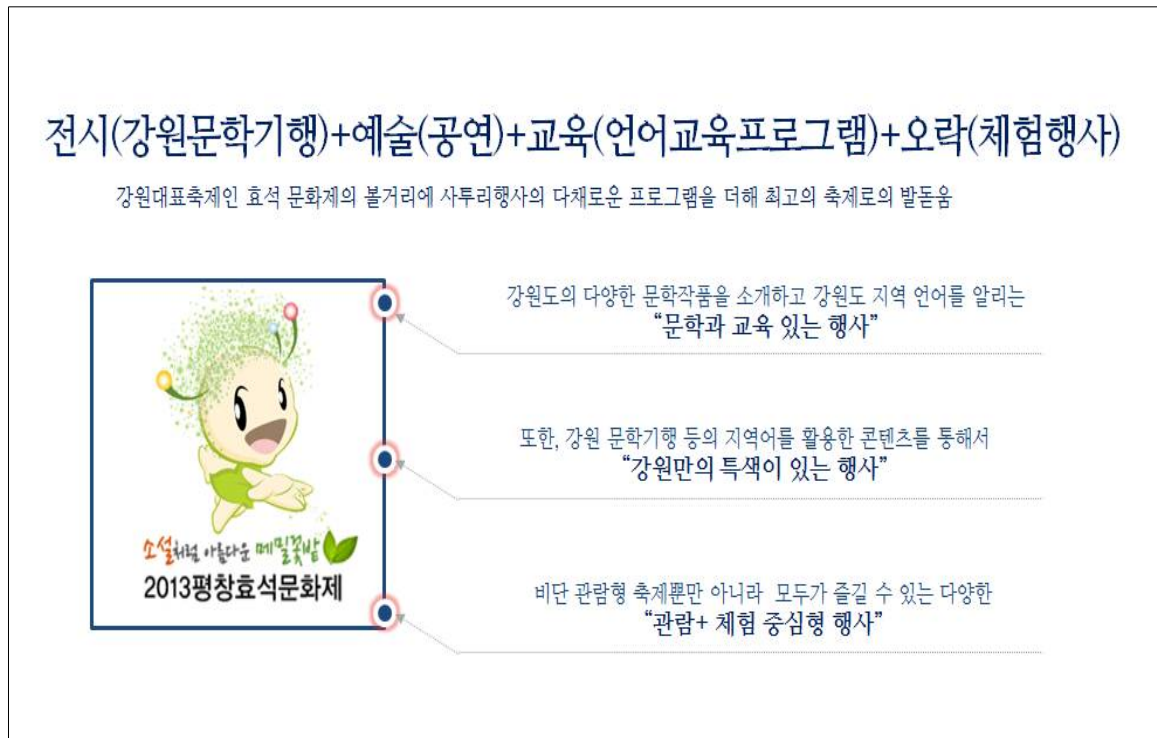 전시(강원문학기행)+예술(공연)+교육(언어교육프로그램)+오락(체험행사)
강원대표축제인 효석 문화제의 볼거리에 사투리행사의 다채로운 프로그램을 더해 최고의 축제로의 발돋움
강원도의 다양한 문학작품을 소개하고 강원도 지역 언어를 알리는
“문학과 교육 있는 행사”
또한, 강원 문학기행 등의 지역어를 활용한 콘텐츠를 통해서
“강원만의 특색이 있는 행사”
소설처럼 아름다운 메밀꽃밭
2013평창효석문화제
비단 관람형 축제뿐만 아니라 모두가 즐길 수 있는 다양한
“관람+ 체험 중심형 행사”